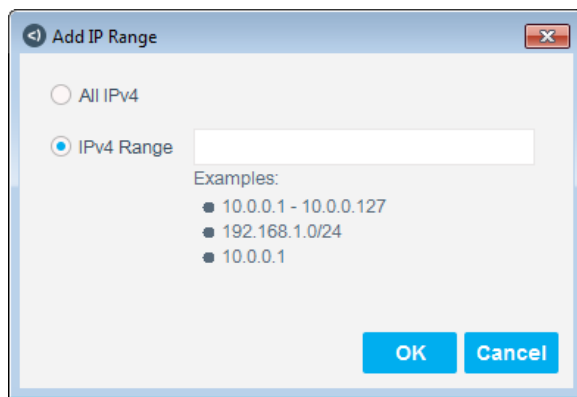 Add IP Range
All IPv4
IPv4 Range
Examples:
10.0.0.1 - 10.0.0.127
192.168.1.0/24
10.0.0.1
OK Cancel